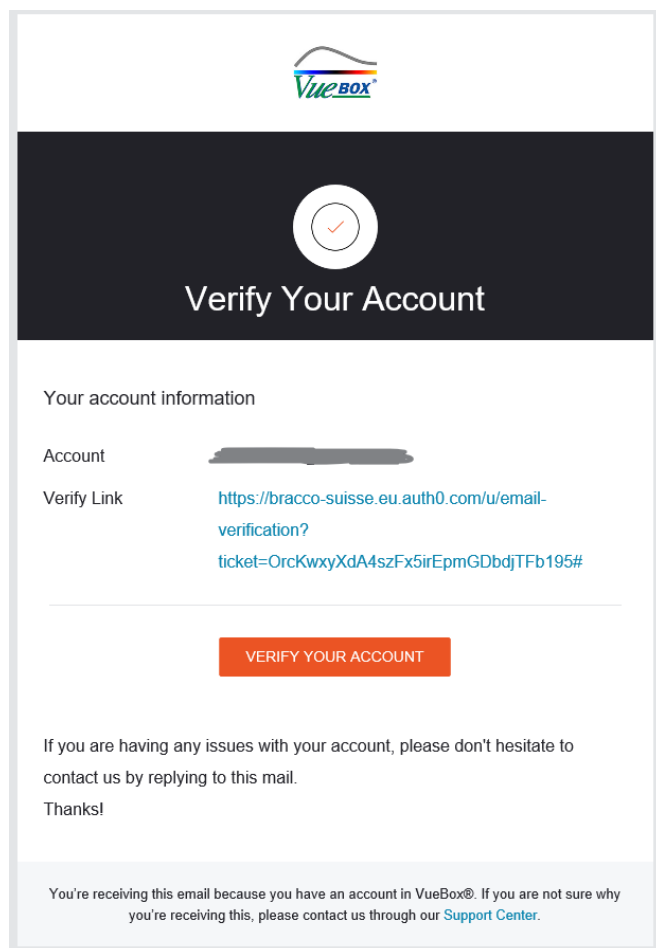 VueBOX®
Verify Your Account
Your account information
Account
Verify Link
https://bracco-suisse.eu.auth0.com/u/email-
verification?
ticket=OrcKwxyXdA4szFx5irEpmGDbdjTFb195#
VERIFY YOUR ACCOUNT
If you are having any issues with your account, please don't hesitate to
contact us by replying to this mail.
Thanks!
You're receiving this email because you have an account in VueBox®. If you are not sure why
you're receiving this, please contact us through our Support Center.